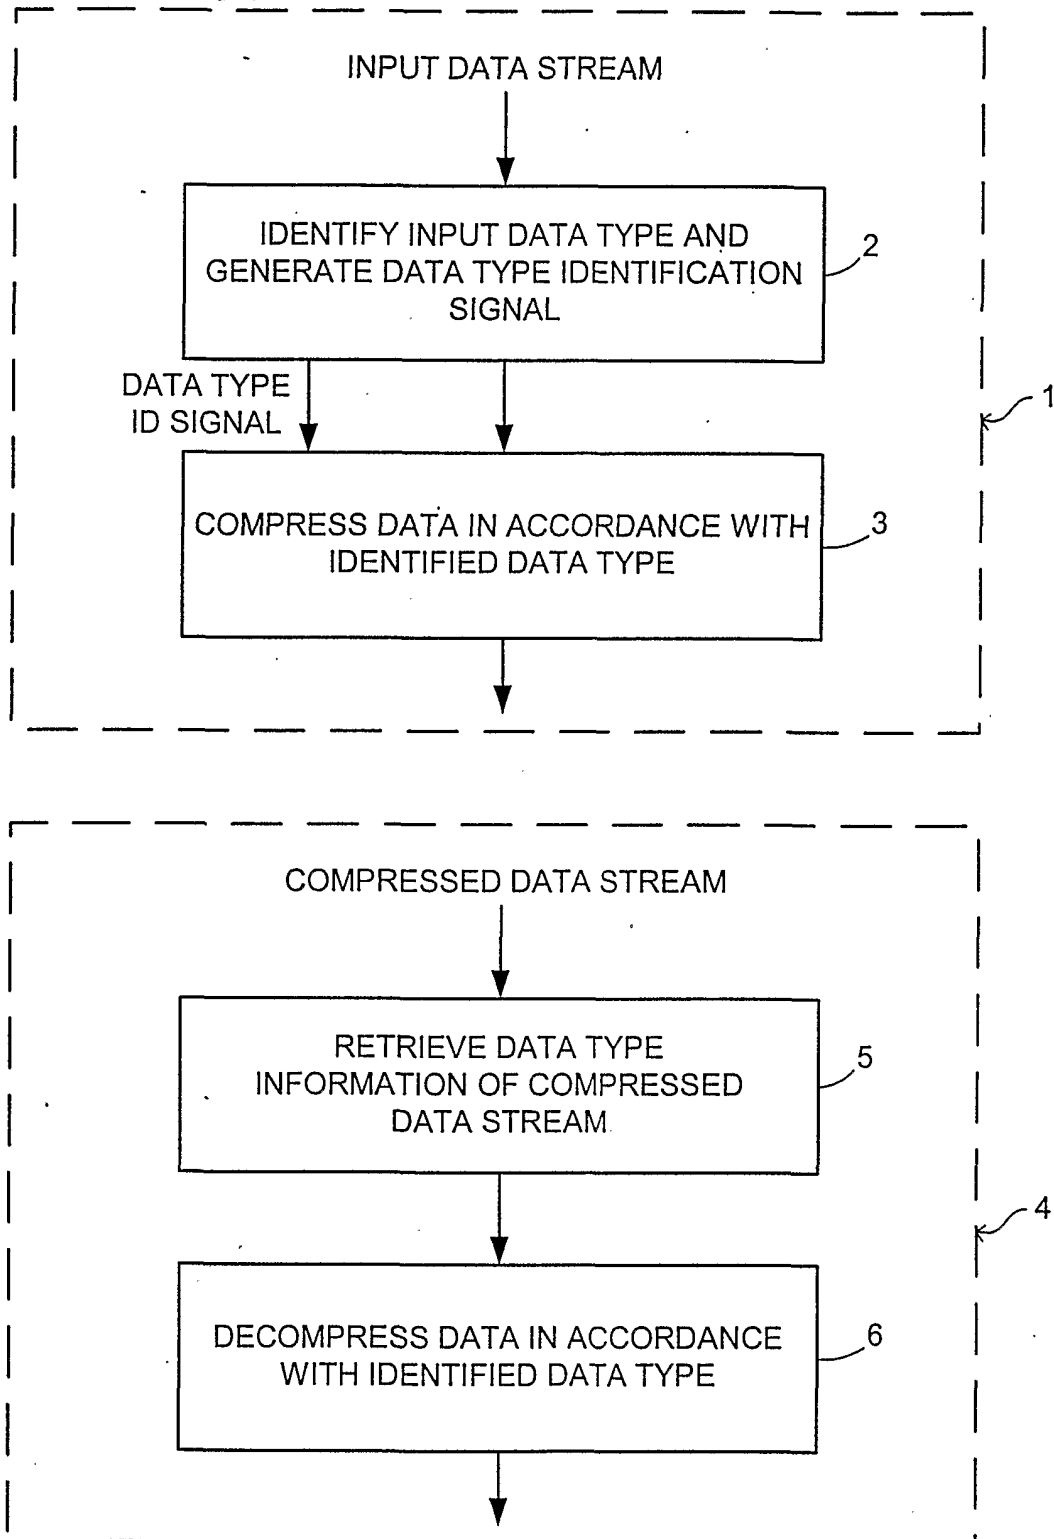 INPUT DATA STREAM
IDENTIFY INPUT DATA TYPE AND
GENERATE DATA TYPE IDENTIFICATION
SIGNAL
2
DATA TYPE
ID SIGNAL
1
COMPRESS DATA IN ACCORDANCE WITH
IDENTIFIED DATA TYPE
3
COMPRESSED DATA STREAM
RETRIEVE DATA TYPE
INFORMATION OF COMPRESSED
DATA STREAM
5
4
DECOMPRESS DATA IN ACCORDANCE
WITH IDENTIFIED DATA TYPE
6